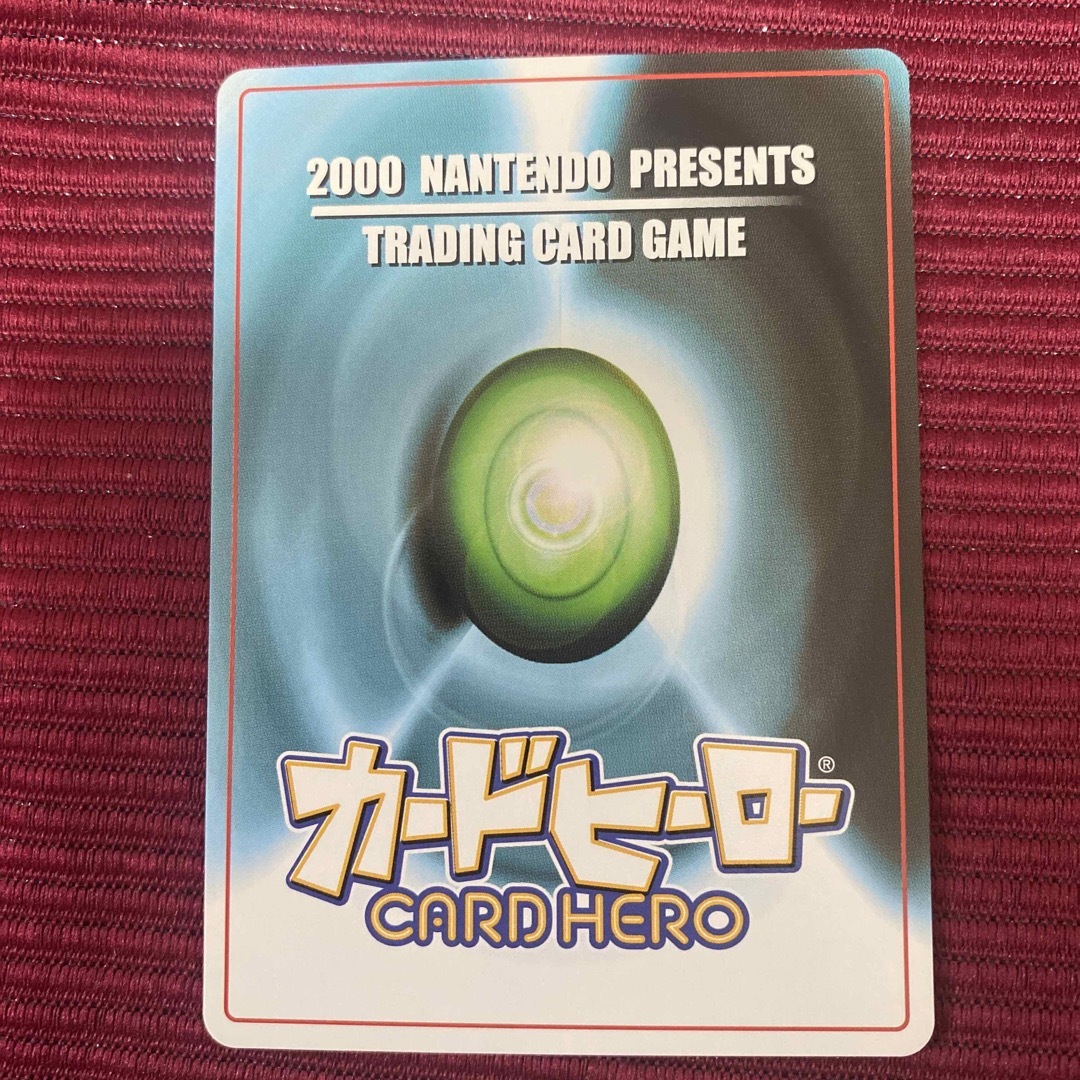 2000 NANTENDO PRESENTS
TRADING CARD GAME
カードヒーロー®
CARD HERO